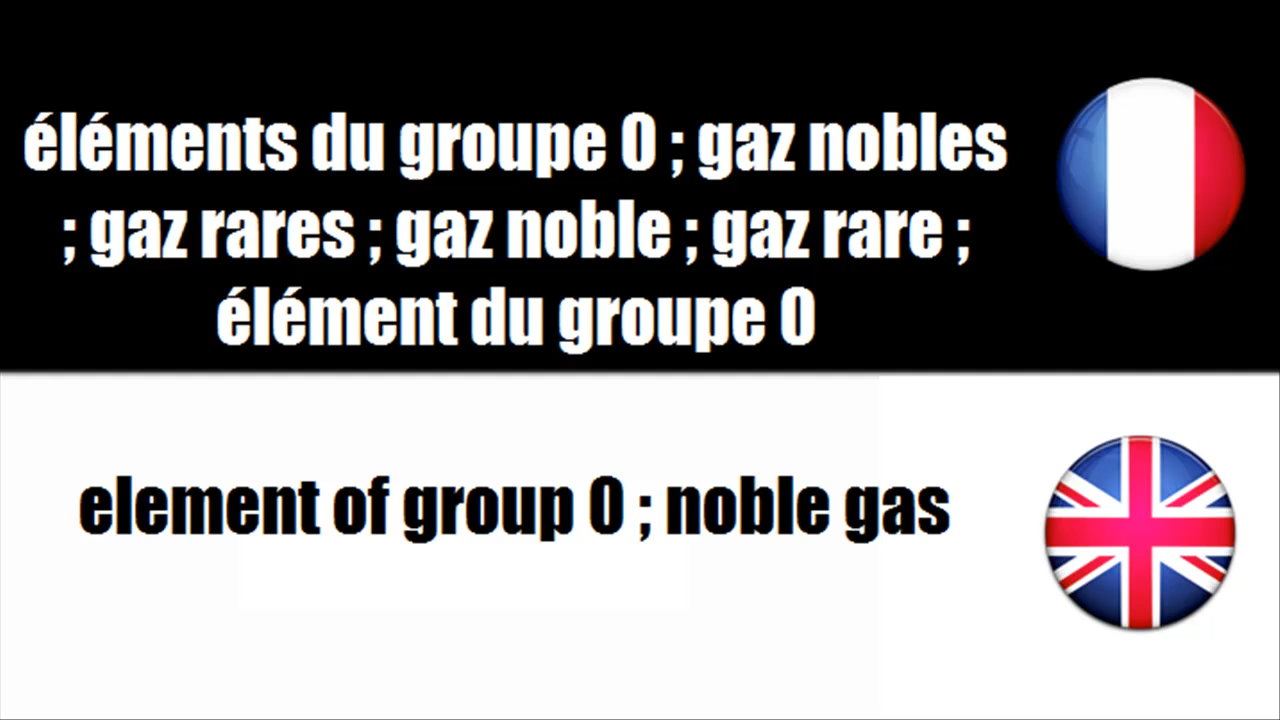 éléments du groupe 0 ; gaz nobles
; gaz rares ; gaz noble ; gaz rare ;
élément du groupe 0
element of group 0 ; noble gas